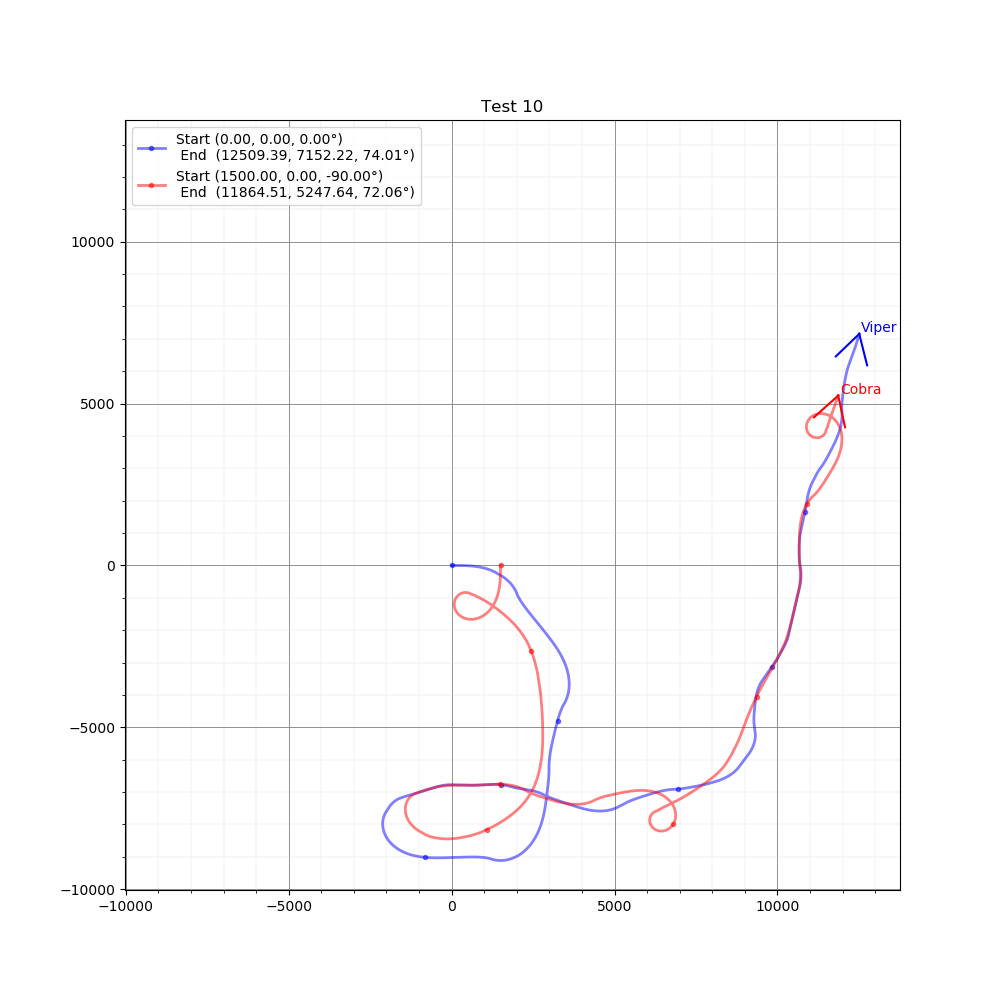 Test 10
Start (0.00, 0.00, 0.00°)
End (12509.39, 7152.22, 74.01°)
Start (1500.00, 0.00, -90.00°)
End (11864.51, 5247.64, 72.06°)
10000
Viper
5000
Cobra
0
−5000
−10000
−10000 −5000 0 5000 10000